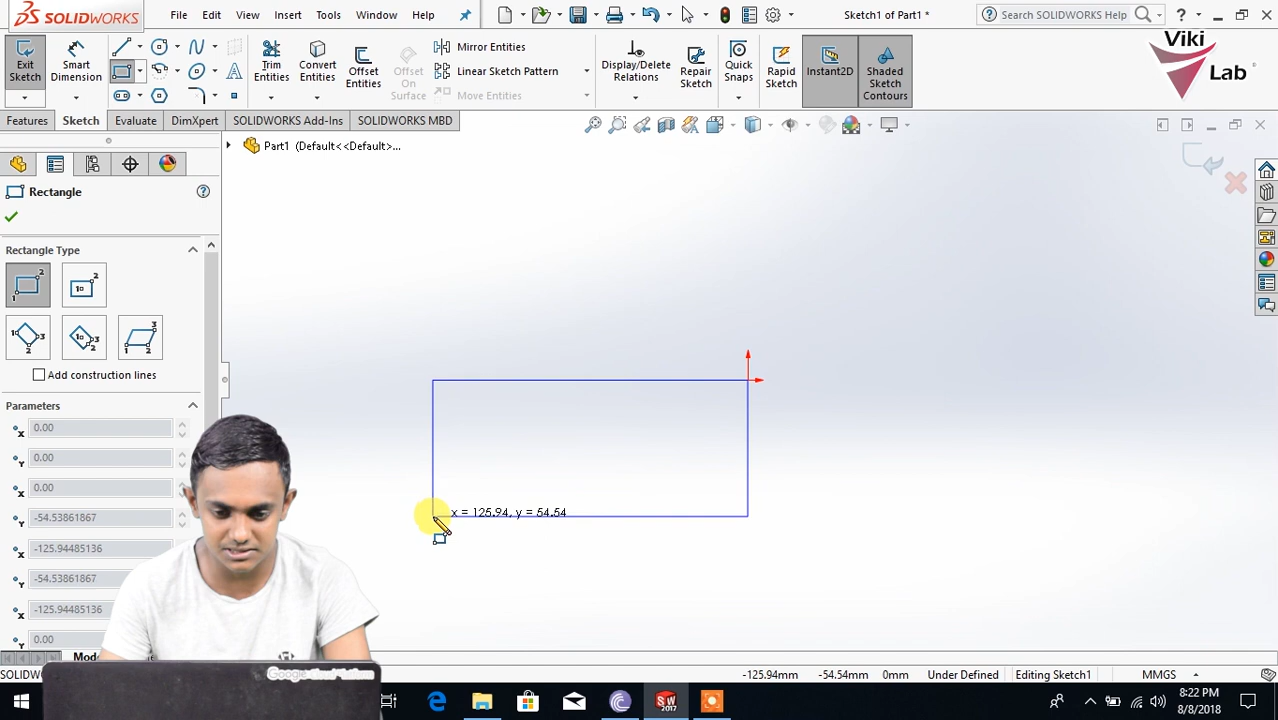 SOLIDWORKS
File Edit View Insert Tools Window Help
Sketch1 of Part1 *
Search SOLIDWORKS Help
Exit Sketch
Smart Dimension
Trim Entities
Convert Entities
Offset Entities
Offset On Surface
Mirror Entities
Linear Sketch Pattern
Move Entities
Display/Delete Relations
Repair Sketch
Quick Snaps
Rapid Sketch
Instant2D
Shaded Sketch Contours
Viki Lab
Features Sketch Evaluate DimXpert SOLIDWORKS Add-Ins SOLIDWORKS MBD
Part1 (Default<<Default>...
Rectangle
Rectangle Type
Add construction lines
Parameters
0.00
0.00
0.00
-54.53861867
-125.94485136
-54.53861867
-125.94485136
0.00
x = 125.94, y = 54.54
-125.94mm -54.54mm 0mm Under Defined Editing Sketch1 MMGS
SW 2017
8:22 PM
8/8/2018